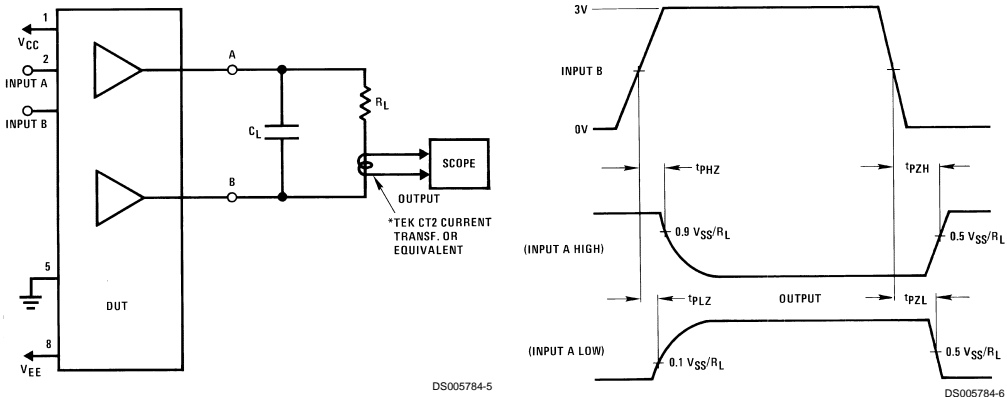 1
VCC
2
INPUT A
INPUT B
5
8
VEE
DUT
A
B
CL
RL
SCOPE
OUTPUT
*TEK CT2 CURRENT
TRANSF. OR
EQUIVALENT
DS005784-5
3V
INPUT B
0V
tPHZ
tPZH
0.9 VSS/RL
0.5 VSS/RL
(INPUT A HIGH)
tPLZ
OUTPUT
tPZL
(INPUT A LOW)
0.1 VSS/RL
0.5 VSS/RL
DS005784-6